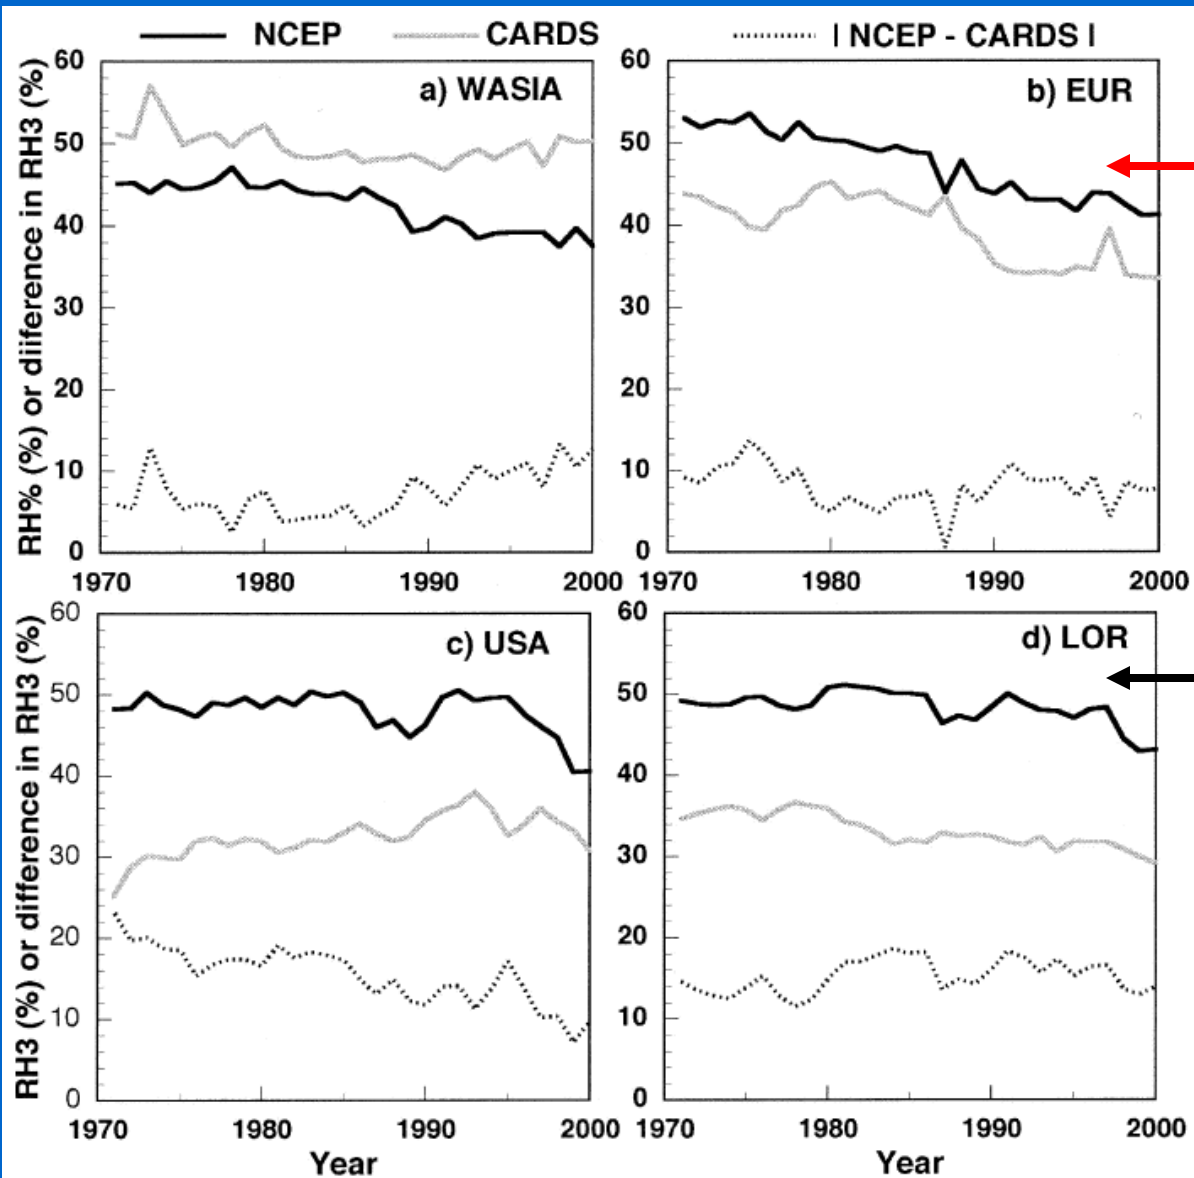 NCEP CARDS | NCEP - CARDS |
a) WASIA
RH% (%) or diiference in RH3 (%)
60
50
40
30
20
10
0
1970 1980 1990 2000
b) EUR
60
50
40
30
20
10
0
1970 1980 1990 2000
c) USA
RH3 (%) or difference in RH3 (%)
60
50
40
30
20
10
0
1970 1980 1990 2000
Year
d) LOR
60
50
40
30
20
10
0
1970 1980 1990 2000
Year